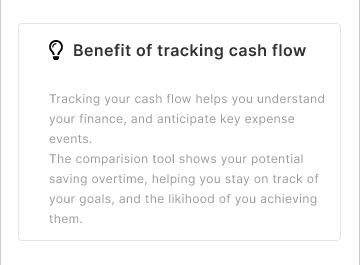 Benefit of tracking cash flow
Tracking your cash flow helps you understand
your finance, and anticipate key expense
events.
The comparision tool shows your potential
saving overtime, helping you stay on track of
your goals, and the likihood of you achieving
them.